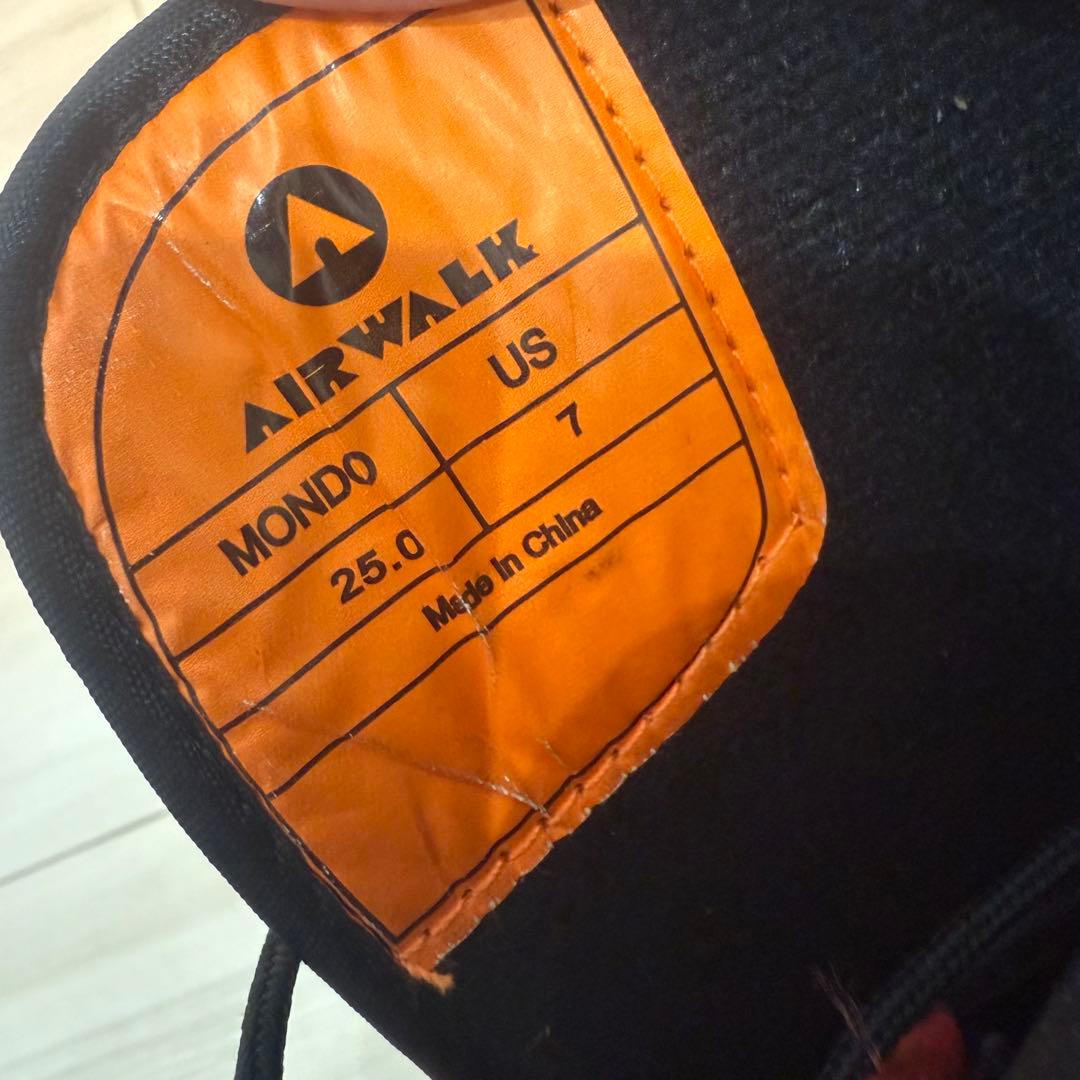 AIRWALK
MONDO US
25.0 7
Made In China